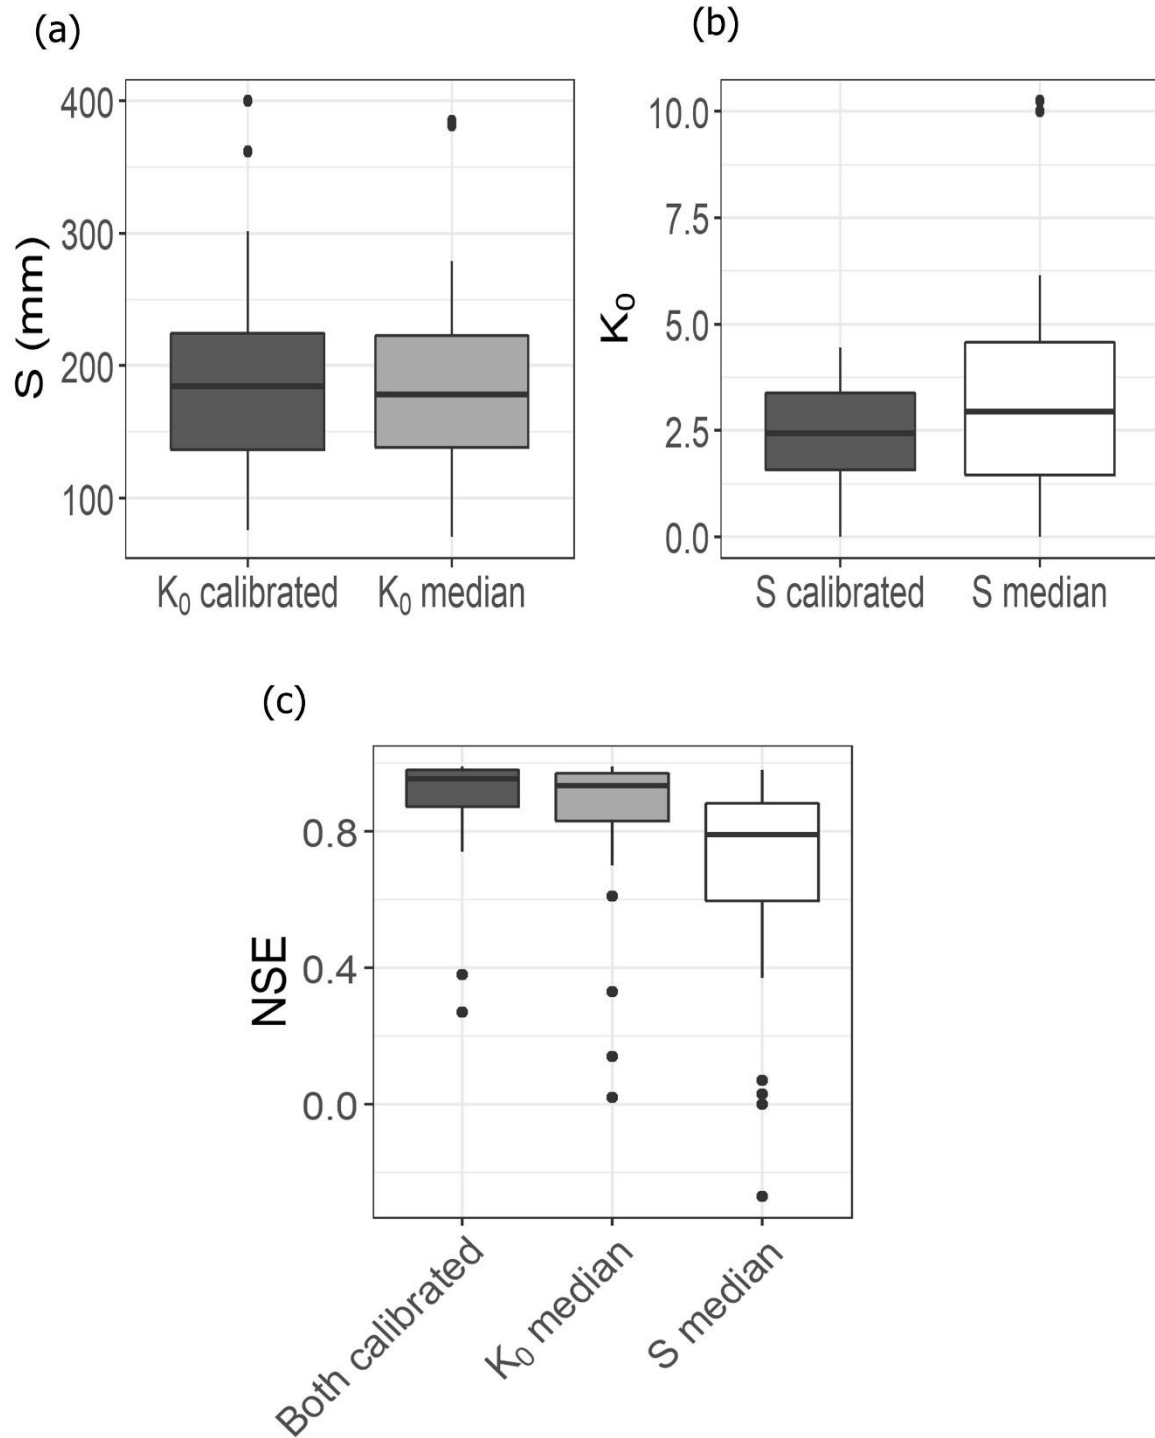 (a)
400
300
200
100
S (mm)
K₀ calibrated
K₀ median
(b)
10.0
7.5
5.0
2.5
0.0
K₀
S calibrated
S median
(c)
0.8
0.4
0.0
NSE
Both calibrated
K₀ median
S median